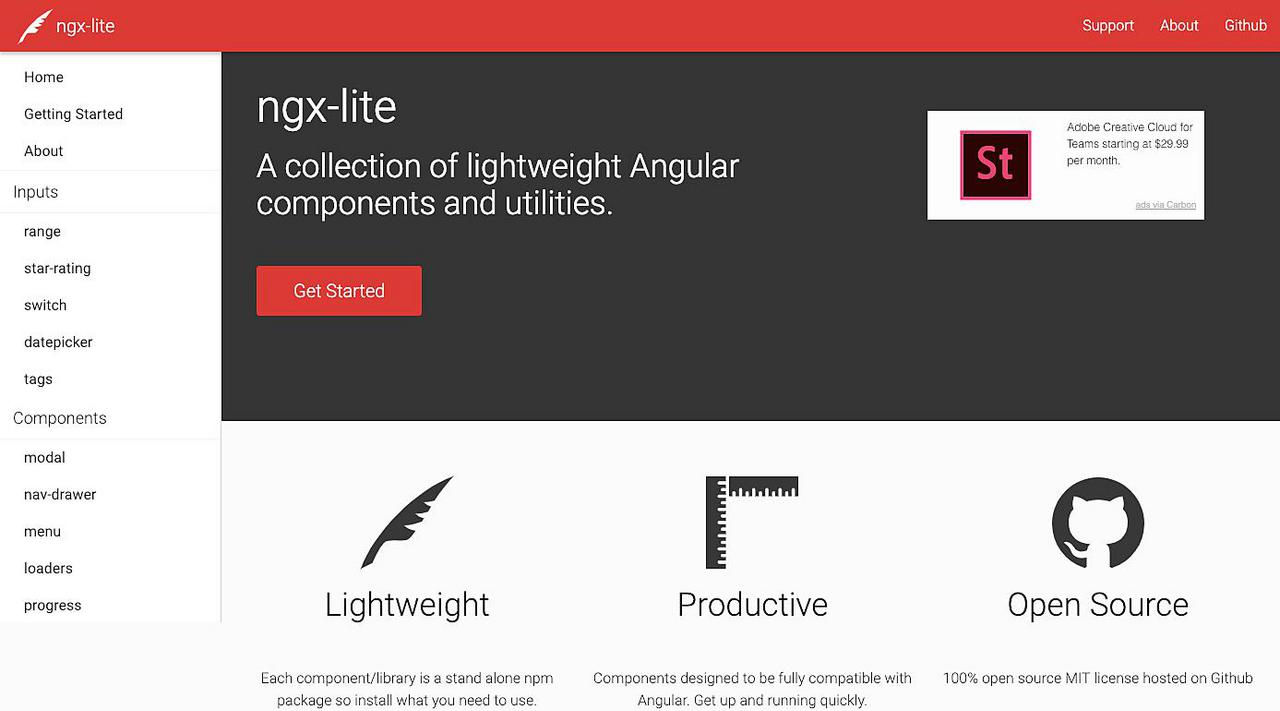 ngx-lite
Support
About
Github
Home
Getting Started
About
Inputs
range
star-rating
switch
datepicker
tags
Components
modal
nav-drawer
menu
loaders
progress
ngx-lite
A collection of lightweight Angular
components and utilities.
Get Started
St
Adobe Creative Cloud for
Teams starting at $29.99
per month.
ads via Carbon
Lightweight
Each component/library is a stand alone npm
package so install what you need to use.
Productive
Components designed to be fully compatible with
Angular. Get up and running quickly.
Open Source
100% open source MIT license hosted on Github